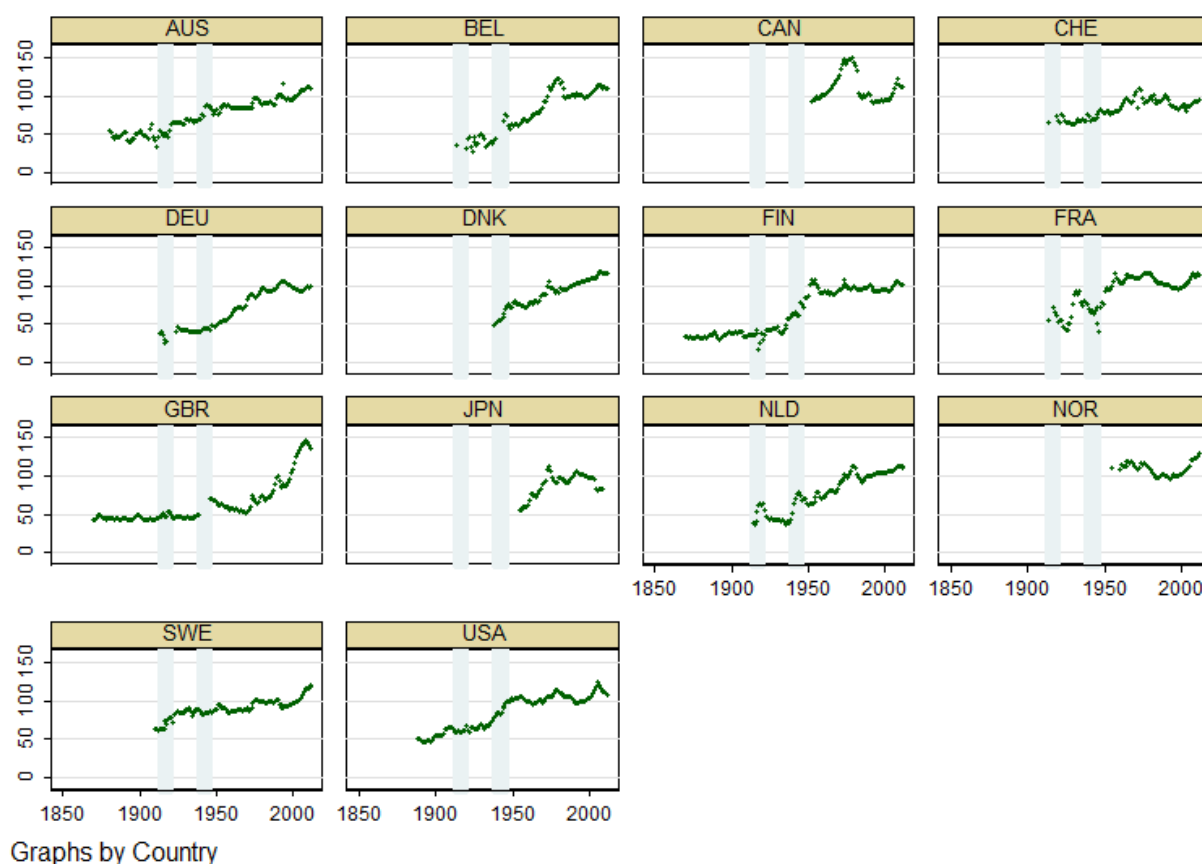 AUS BEL CAN CHE
0 50 100 150
DEU DNK FIN FRA
0 50 100 150
GBR JPN NLD NOR
0 50 100 150
1850 1900 1950 2000 1850 1900 1950 2000
SWE USA
0 50 100 150
1850 1900 1950 2000 1850 1900 1950 2000
Graphs by Country